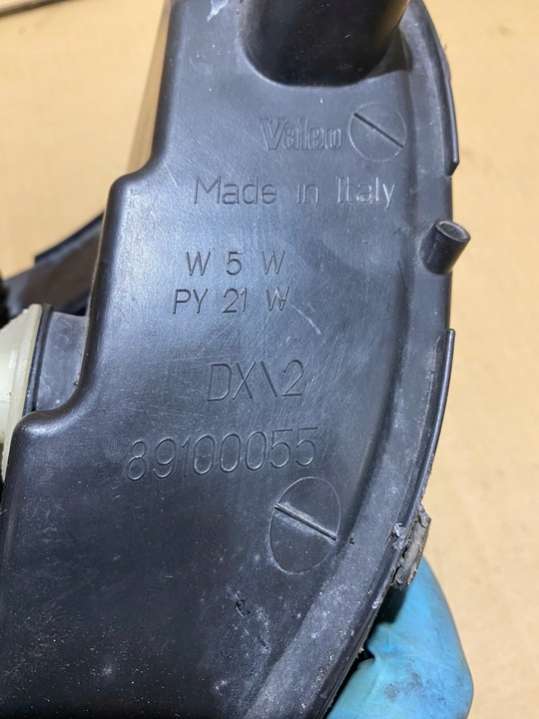 Valeo
Made in Italy
W 5 W
PY 21 W
DX\2
89100055